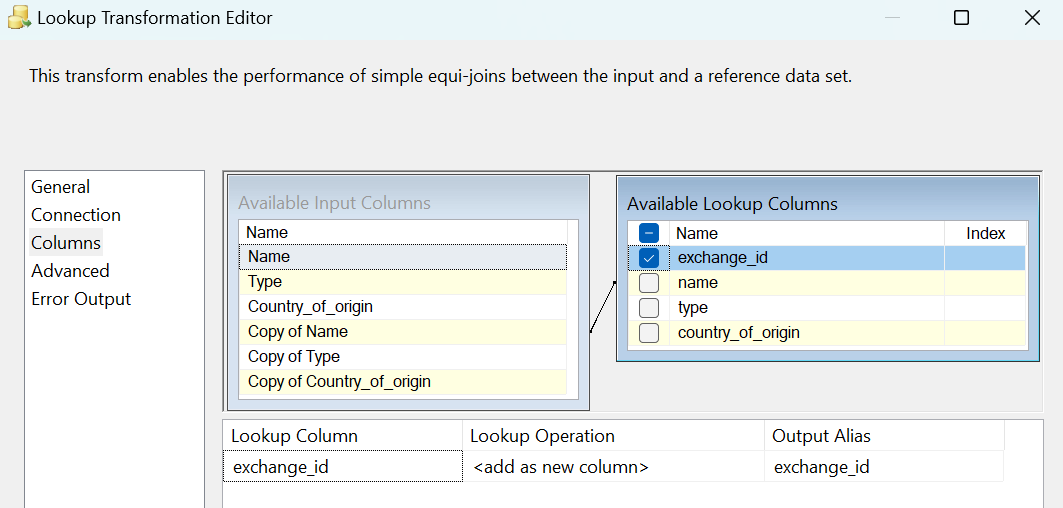 Lookup Transformation Editor
This transform enables the performance of simple equi-joins between the input and a reference data set.
General
Connection
Columns
Advanced
Error Output
Available Input Columns
Name
Name
Type
Country_of_origin
Copy of Name
Copy of Type
Copy of Country_of_origin
Available Lookup Columns
Name Index
exchange_id
name
type
country_of_origin
Lookup Column Lookup Operation Output Alias
exchange_id <add as new column> exchange_id